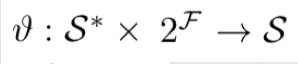 ϑ : 𝒮* × 2^ℱ → 𝒮